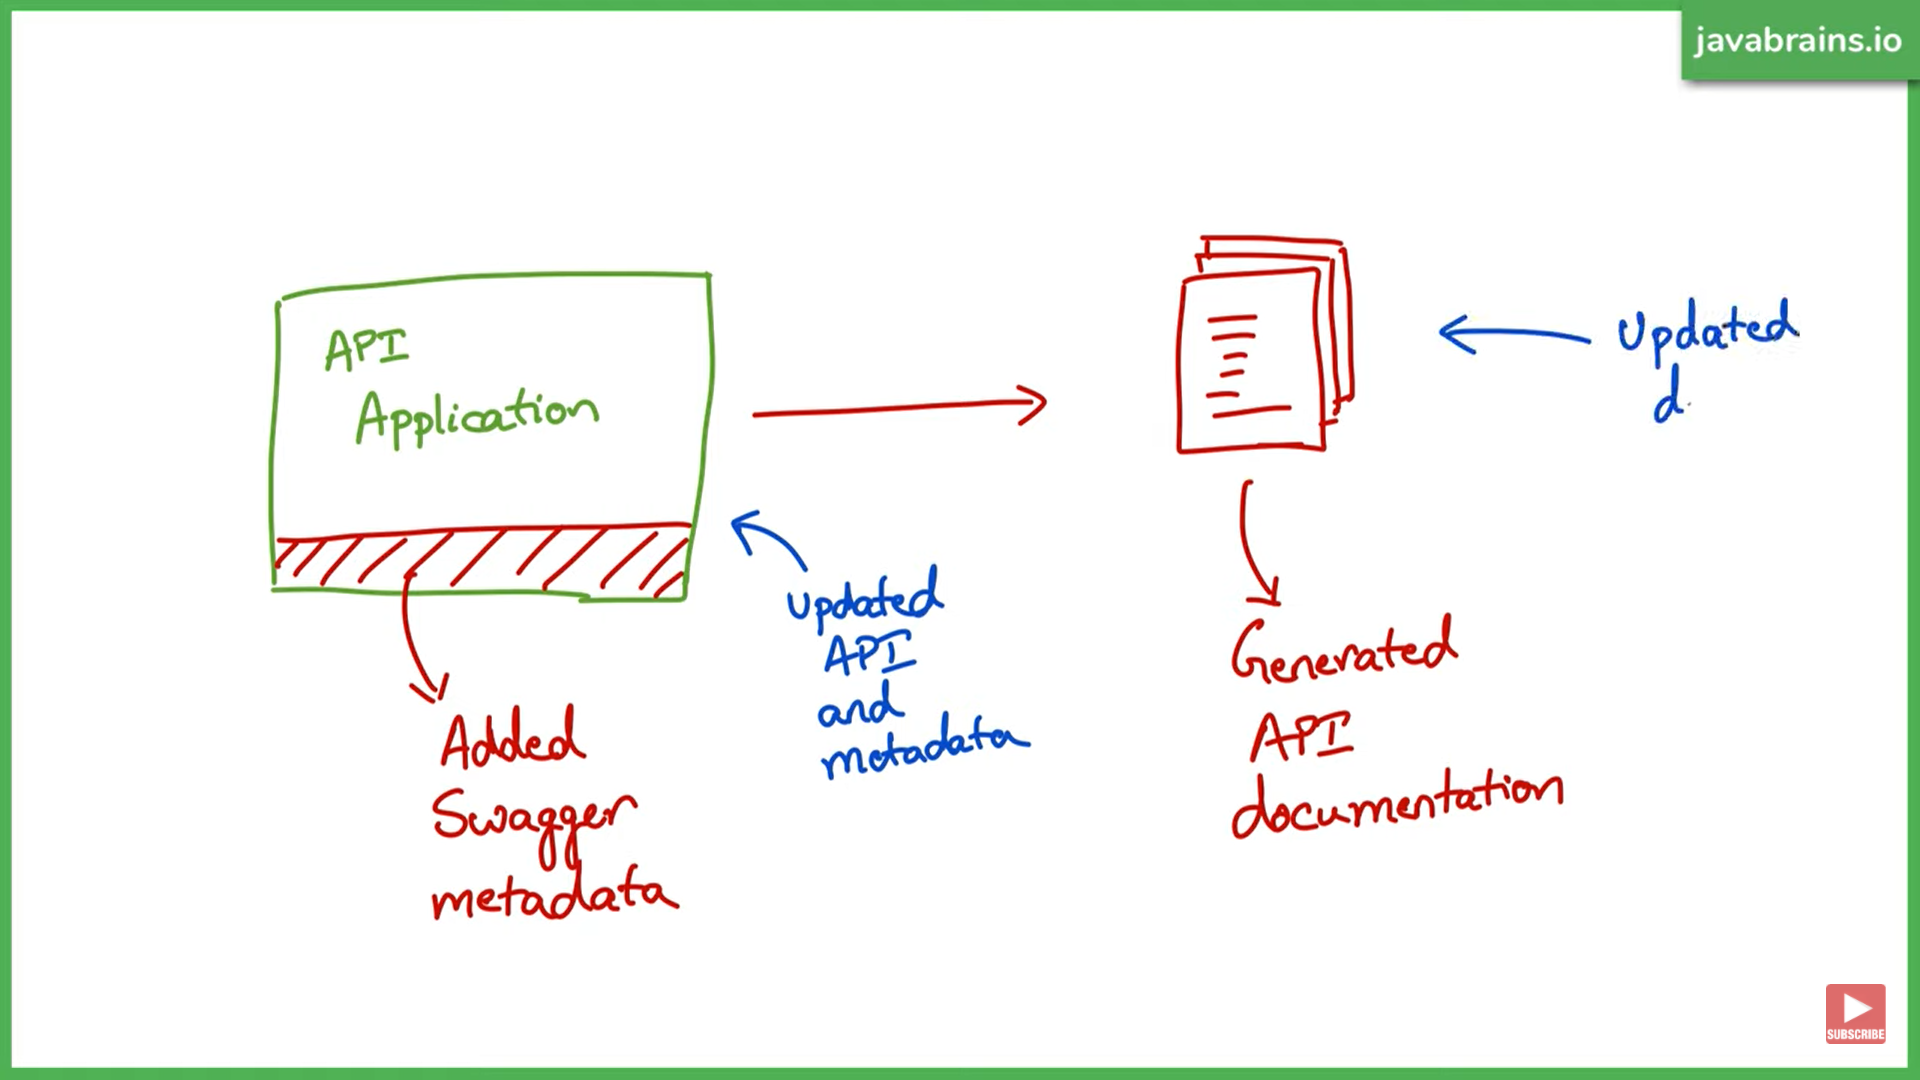 javabrains.io
API
Application
Updated
d
updated
API
and
metadata
Generated
API
documentation
Added
Swagger
metadata
SUBSCRIBE